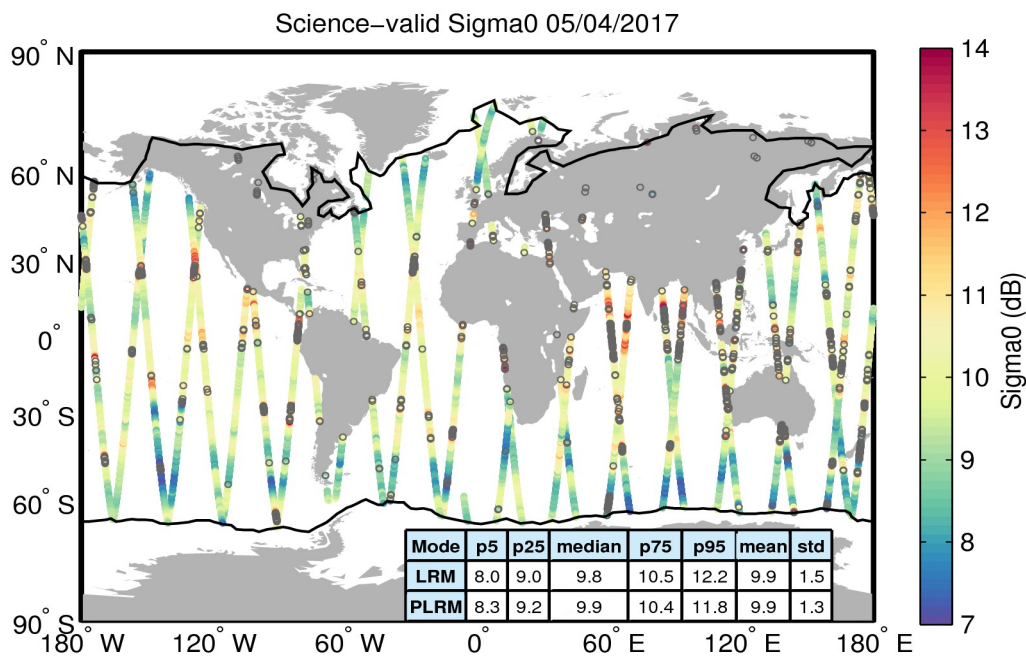 Science−valid Sigma0 05/04/2017
90° N
60° N
30° N
0°
30° S
60° S
90° S
180° W 120° W 60° W 0° 60° E 120° E 180° E
Mode p5 p25 median p75 p95 mean std
LRM 8.0 9.0 9.8 10.5 12.2 9.9 1.5
PLRM 8.3 9.2 9.9 10.4 11.8 9.9 1.3
14
13
12
11
10
9
8
7
Sigma0 (dB)